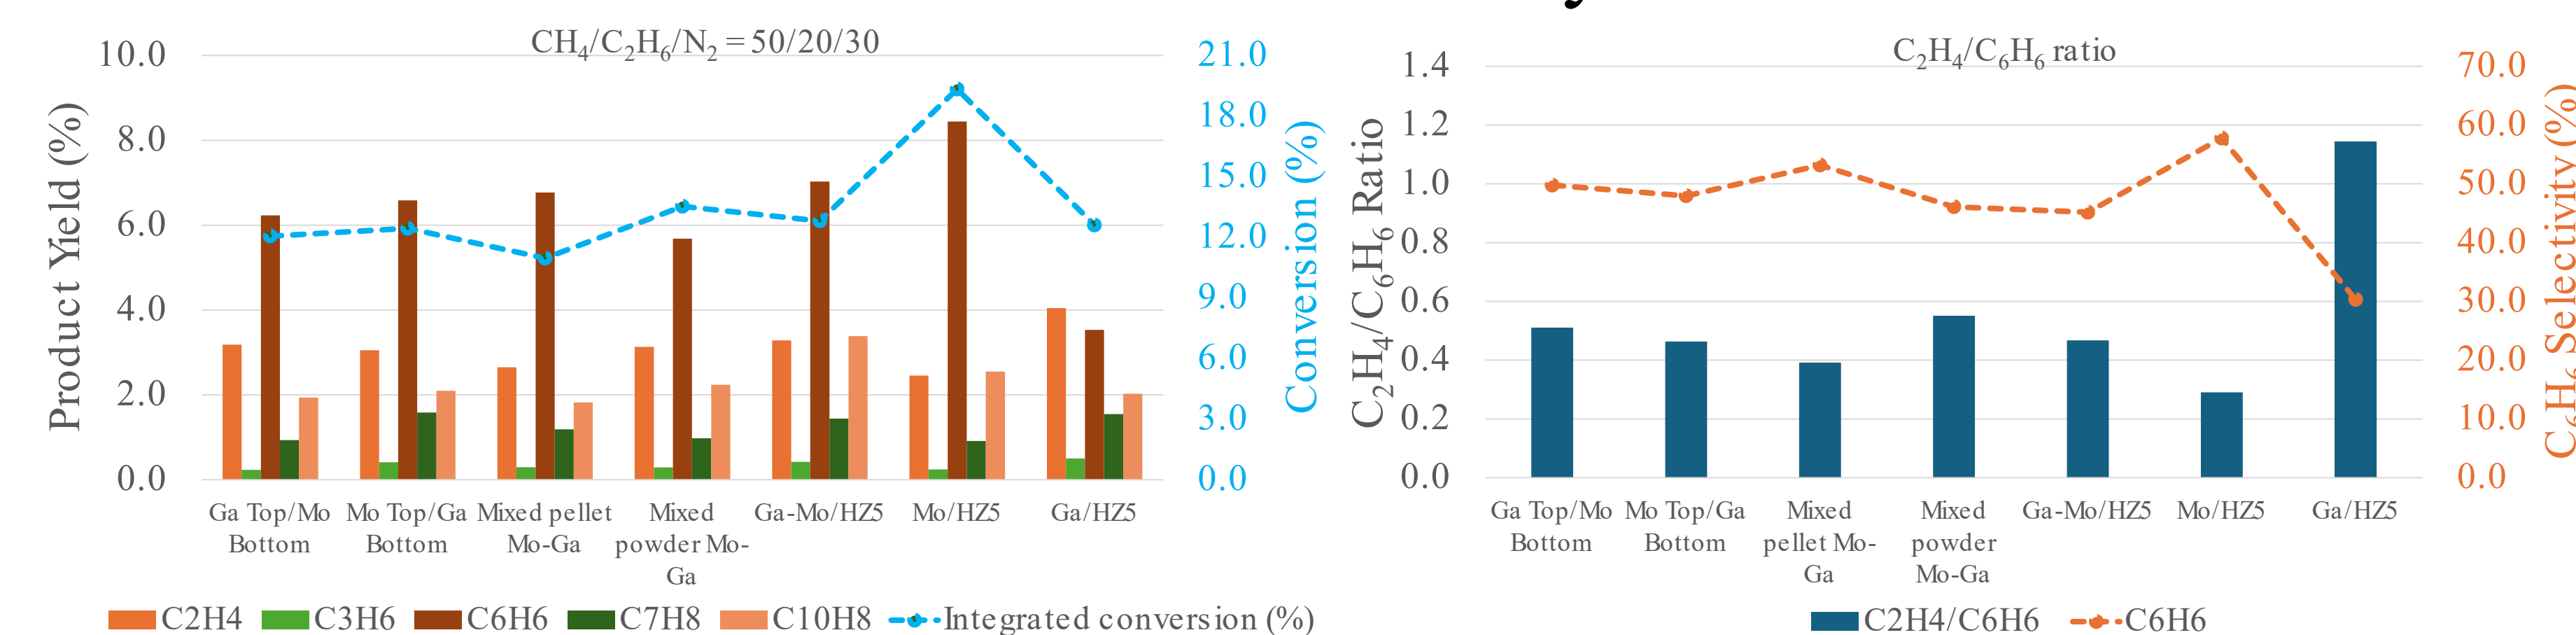 CH₄/C₂H₆/N₂ = 50/20/30
10.0
8.0
6.0
4.0
2.0
0.0
Product Yield (%)
21.0
18.0
15.0
12.0
9.0
6.0
3.0
0.0
Conversion (%)
Ga Top/Mo
Bottom
Mo Top/Ga
Bottom
Mixed pellet
Mo-Ga
Mixed
powder Mo-
Ga
Ga-Mo/HZ5
Mo/HZ5
Ga/HZ5
C2H4
C3H6
C6H6
C7H8
C10H8
Integrated conversion (%)
C₂H₄/C₆H₆ ratio
1.4
1.2
1.0
0.8
0.6
0.4
0.2
0.0
C₂H₄/C₆H₆ Ratio
70.0
60.0
50.0
40.0
30.0
20.0
10.0
0.0
C₆H₆ Selectivity (%)
Ga Top/Mo
Bottom
Mo Top/Ga
Bottom
Mixed
pellet Mo-
Ga
Mixed
powder
Mo-Ga
Ga-Mo/HZ5
Mo/HZ5
Ga/HZ5
C2H4/C6H6
C6H6